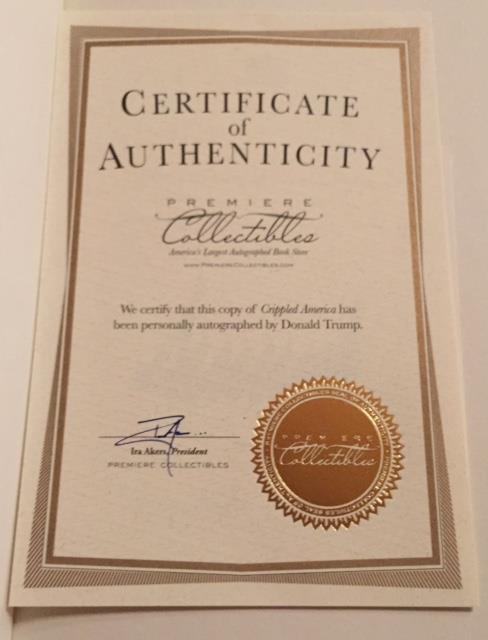 CERTIFICATE
of
AUTHENTICITY
PREMIERE
Collectibles
America's Largest Autographed Book Store
www.PremiereCollectibles.com
We certify that this copy of Crippled America has
been personally autographed by Donald Trump.
Ira Akers, President
PREMIERE COLLECTIBLES
PREMIERE
Collectibles